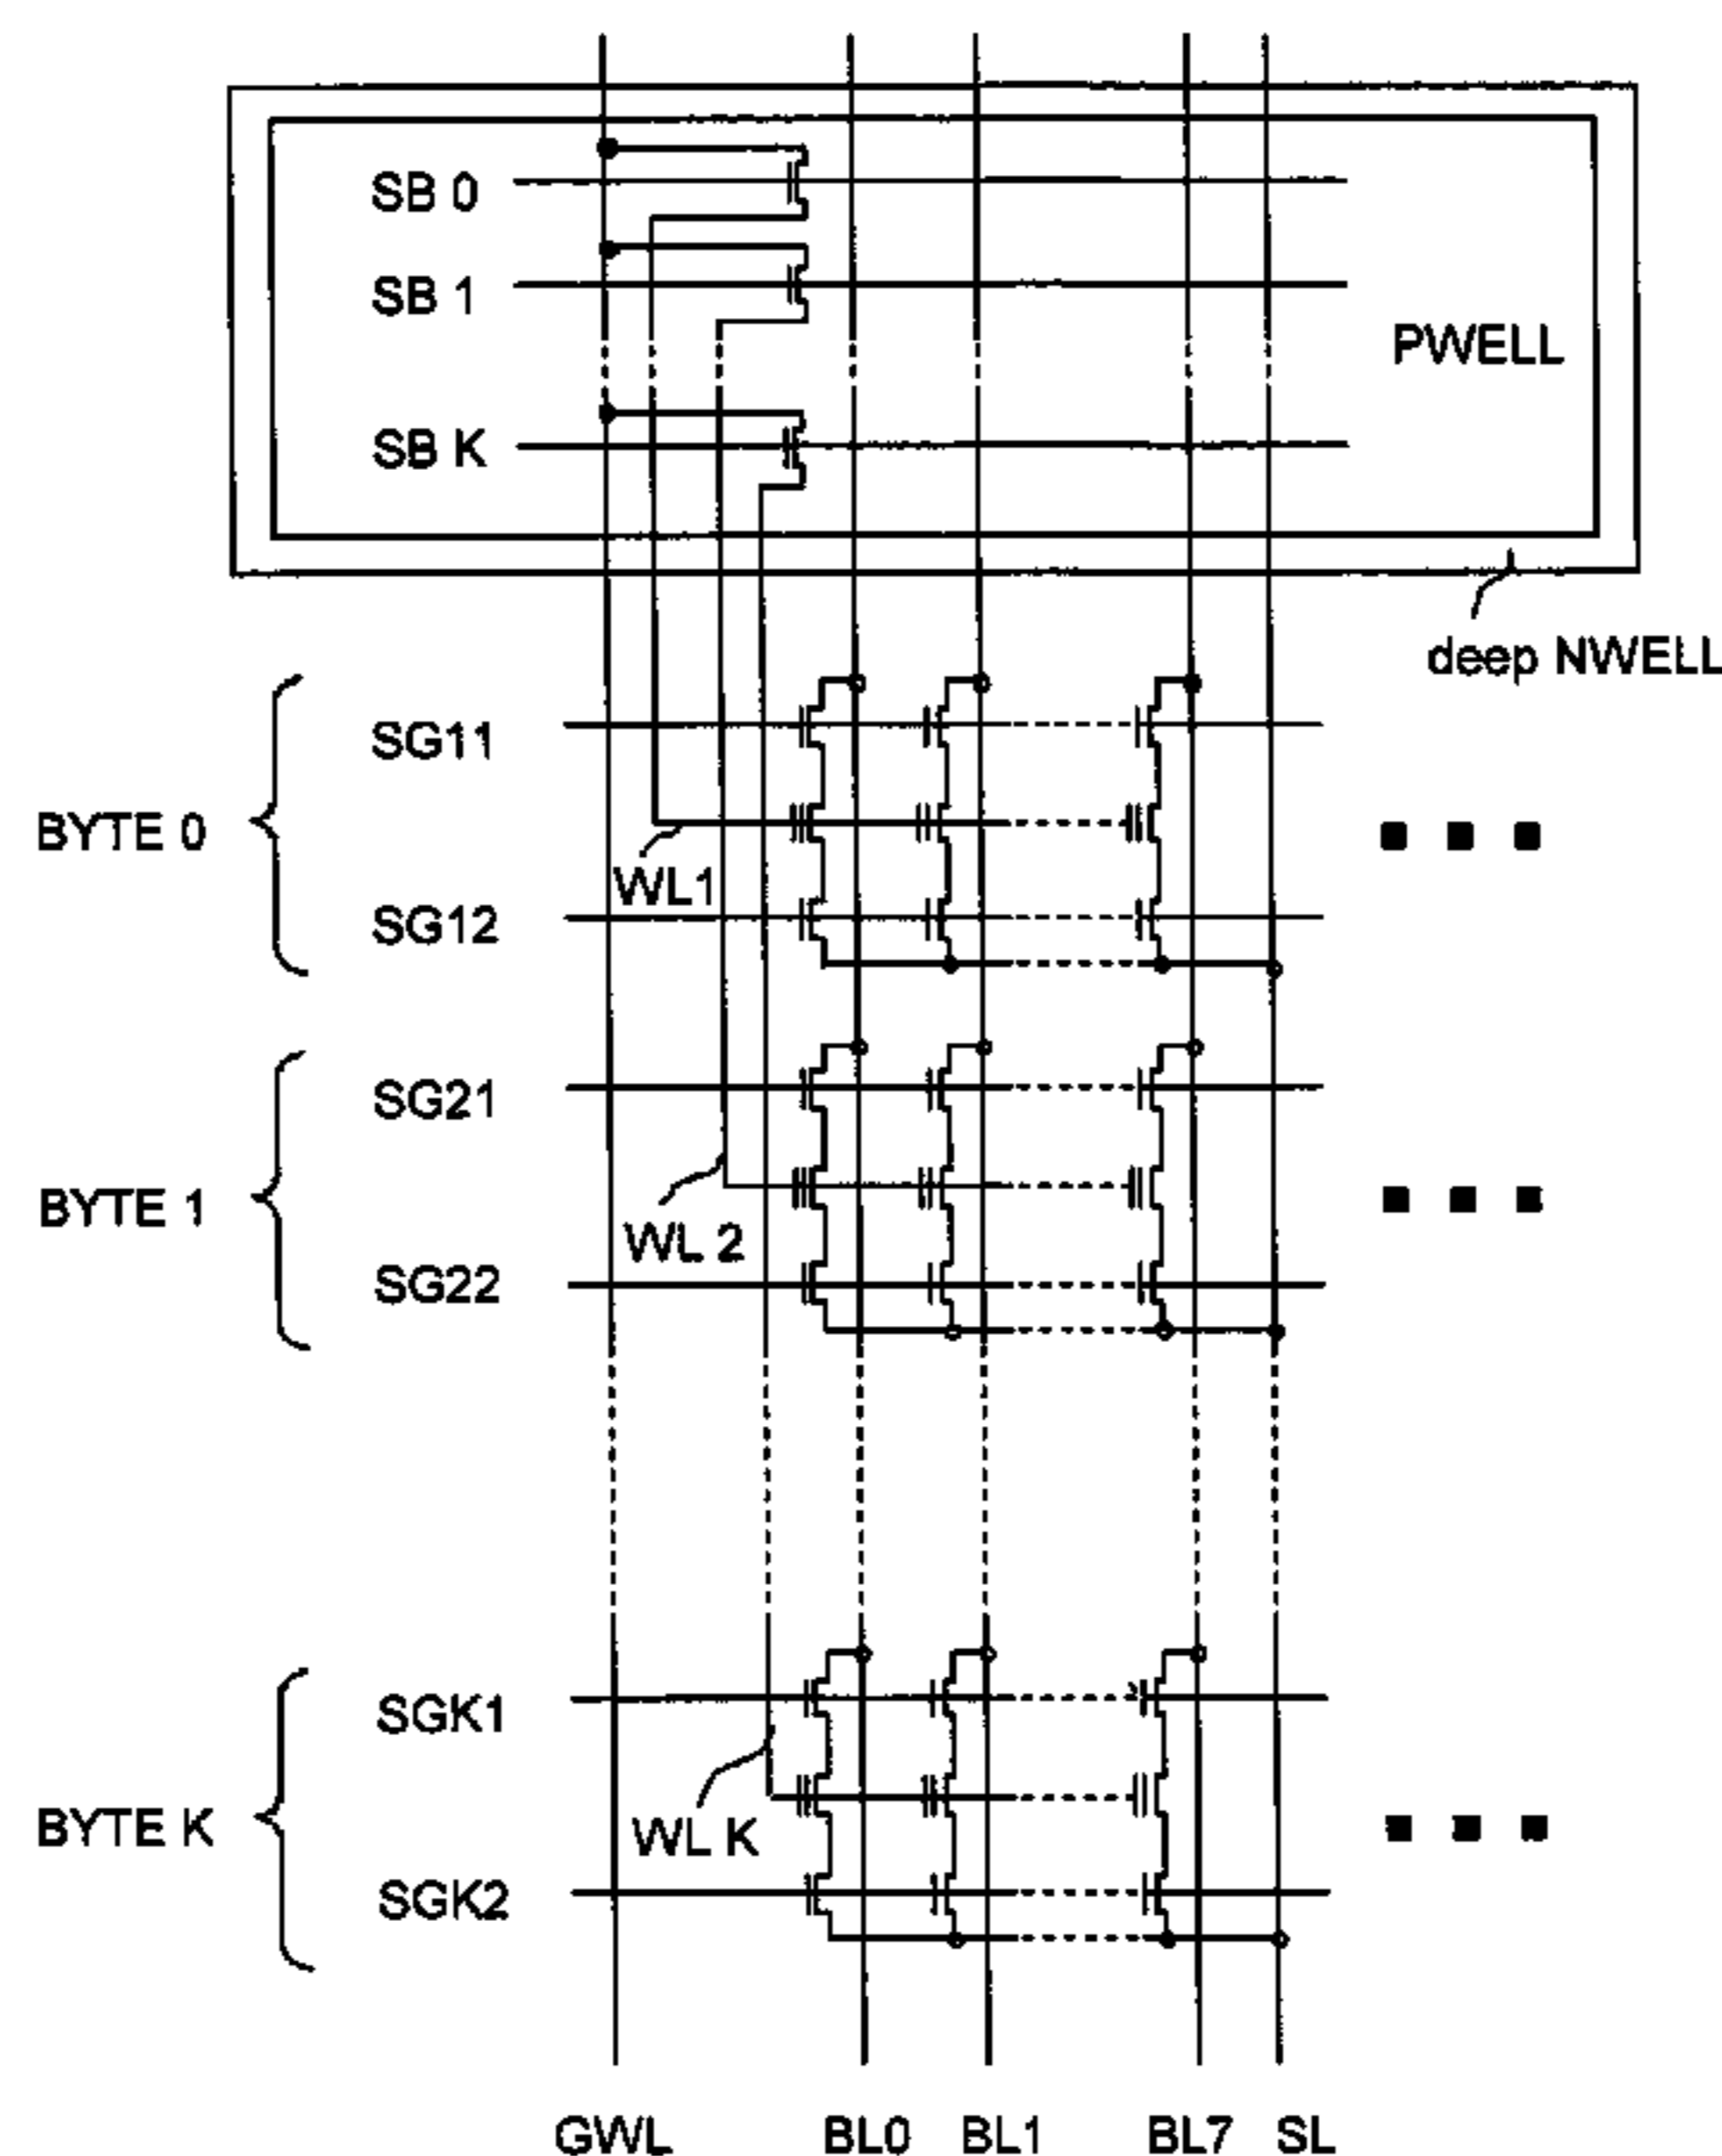 SB 0
SB 1
PWELL
SB K
deep NWELL
SG11
BYTE 0
WL1
SG12
SG21
BYTE 1
WL 2
SG22
SGK1
BYTE K
WL K
SGK2
GWL BL0 BL1 BL7 SL